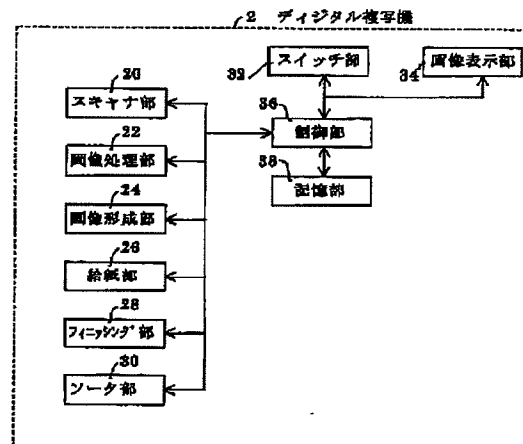 2 ディジタル複写機
32 スイッチ部
34 画像表示部
20
スキャナ部
36
制御部
22
画像処理部
38
記憶部
24
画像形成部
26
給紙部
28
フィニッシング部
30
ソータ部